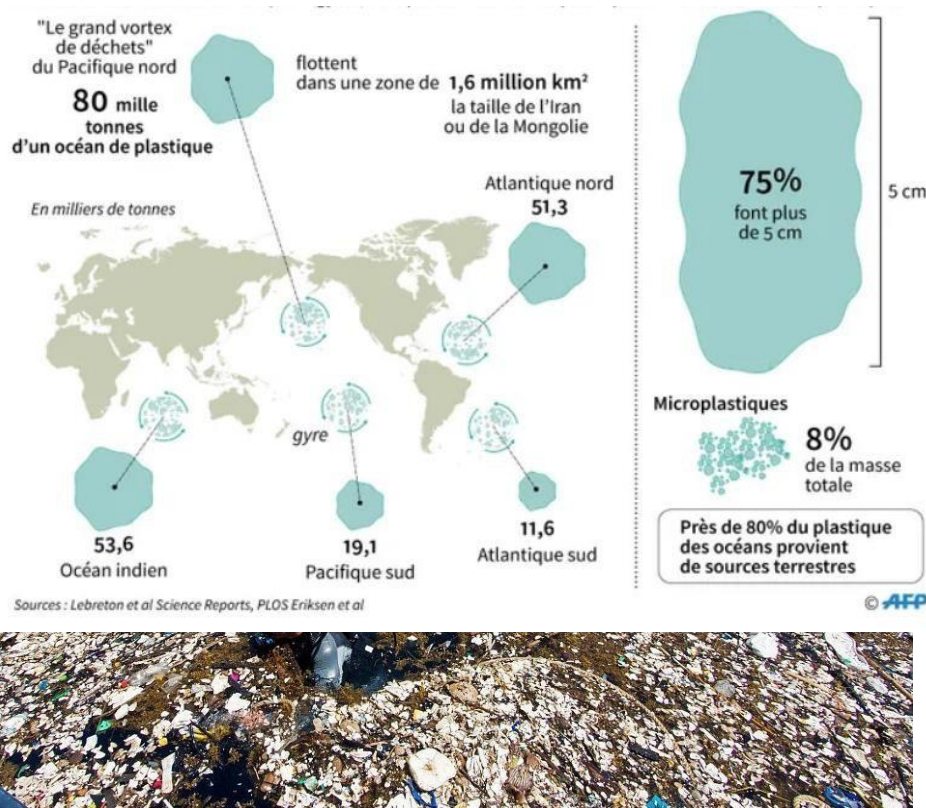 "Le grand vortex
de déchets"
du Pacifique nord
80 mille
tonnes
d'un océan de plastique
flottent
dans une zone de 1,6 million km²
la taille de l'Iran
ou de la Mongolie
En milliers de tonnes
Atlantique nord
51,3
gyre
53,6
Océan indien
19,1
Pacifique sud
11,6
Atlantique sud
75%
font plus
de 5 cm
5 cm
Microplastiques
8%
de la masse
totale
Près de 80% du plastique
des océans provient
de sources terrestres
Sources : Lebreton et al Science Reports, PLOS Eriksen et al
© AFP